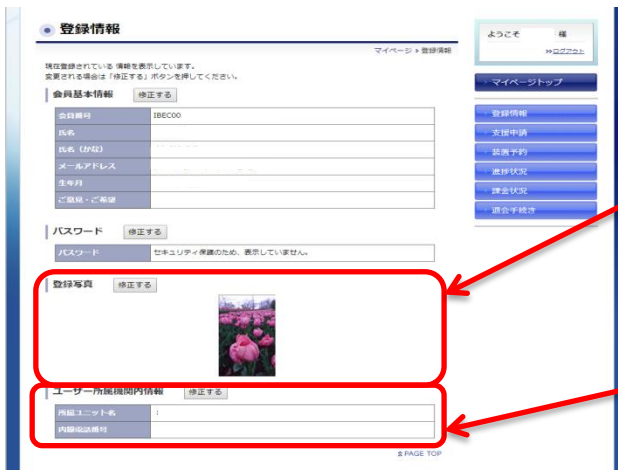 登録情報
マイページ ▸ 登録情報
現在登録されている 情報を表示しています。
変更される場合は「修正する」ボタンを押してください。
会員基本情報 修正する
会員番号 IBEC00
氏名
氏名（かな）
メールアドレス
生年月
ご意見・ご希望
パスワード 修正する
パスワード セキュリティ保護のため、表示していません。
登録写真 修正する
ユーザー所属機関内情報 修正する
所属ユニット名 :
内線電話番号
PAGE TOP
ようこそ 様
»ログアウト
マイページトップ
登録情報
支援申請
装置予約
進捗状況
課金状況
退会手続き